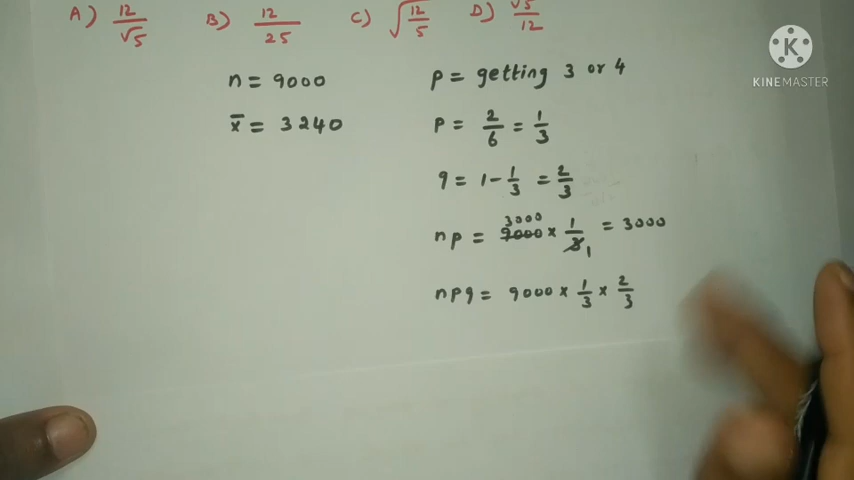 A) 12/√5 B) 12/25 C) √12/5 D) √5/12
K
KINEMASTER
n = 9000 p = getting 3 or 4
x̄ = 3240 p = 2/6 = 1/3
q = 1 - 1/3 = 2/3
np = 9000 3000 × 1/3 1 = 3000
npq = 9000 × 1/3 × 2/3